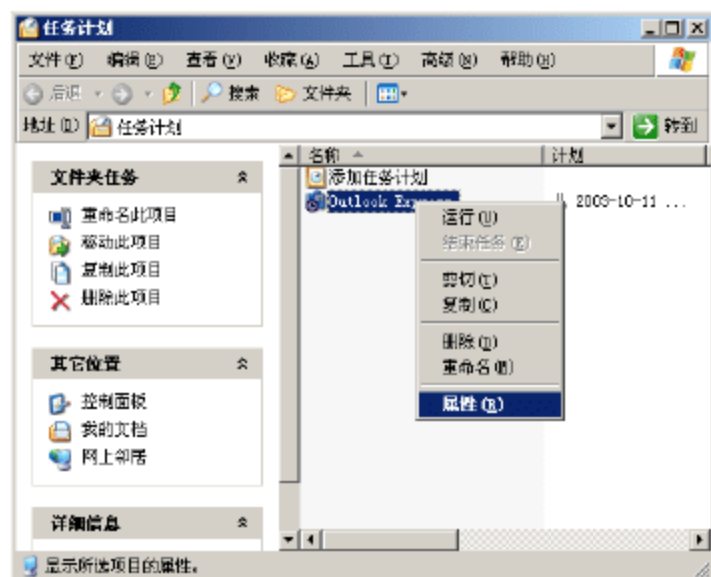 任务计划
文件(F) 编辑(E) 查看(V) 收藏(A) 工具(T) 高级(N) 帮助(H)
后退 搜索 文件夹
地址(D) 任务计划 转到
文件夹任务
重命名此项目
移动此项目
复制此项目
删除此项目
其它位置
控制面板
我的文档
网上邻居
详细信息
名称 计划
添加任务计划
Outlook 2003-10-11 ...
运行(U)
结束任务(E)
剪切(T)
复制(C)
删除(D)
重命名(M)
属性(R)
显示所选项目的属性。